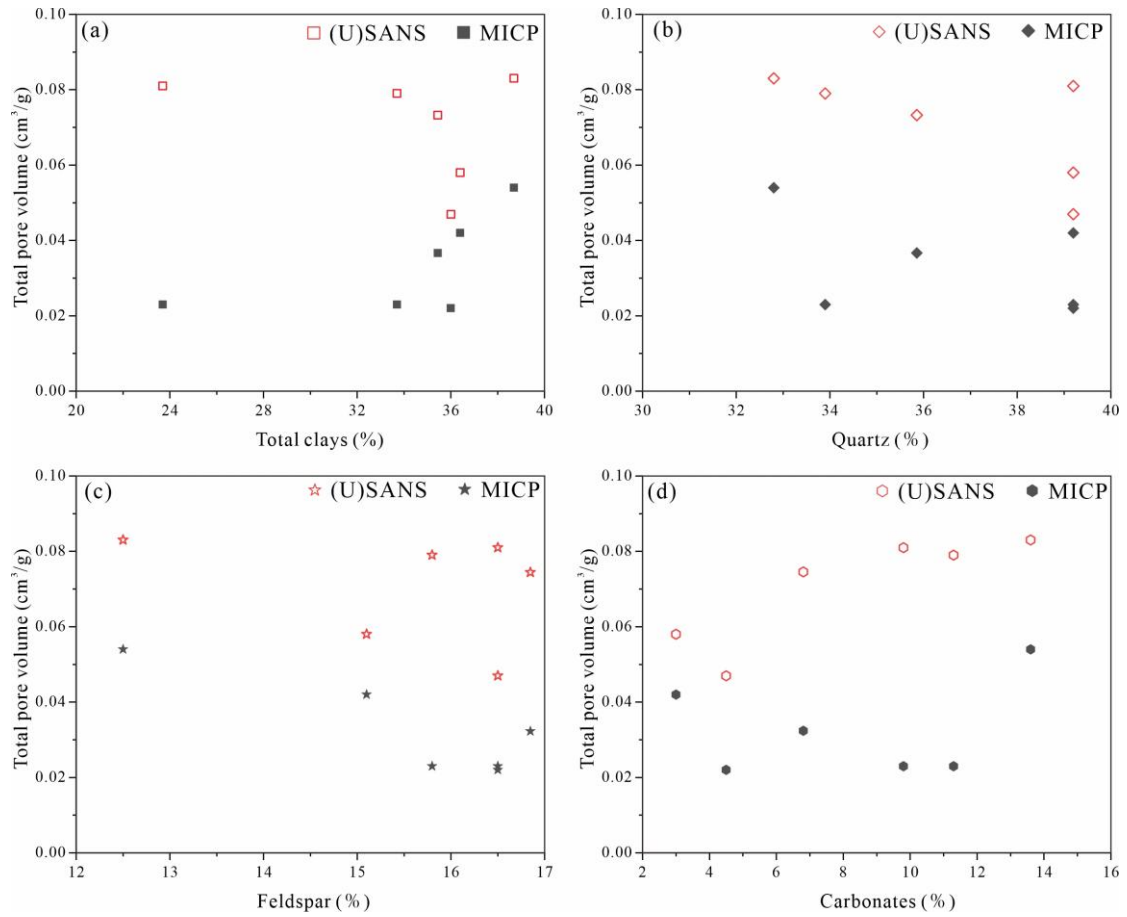 (a) (U)SANS MICP
0.10
0.08
0.06
0.04
0.02
0.00
Total pore volume (cm³/g)
20 24 28 32 36 40
Total clays (%)
(b) (U)SANS MICP
0.10
0.08
0.06
0.04
0.02
0.00
Total pore volume (cm³/g)
30 32 34 36 38 40
Quartz (%)
(c) (U)SANS MICP
0.10
0.08
0.06
0.04
0.02
0.00
Total pore volume (cm³/g)
12 13 14 15 16 17
Feldspar (%)
(d) (U)SANS MICP
0.10
0.08
0.06
0.04
0.02
0.00
Total pore volume (cm³/g)
2 4 6 8 10 12 14 16
Carbonates (%)